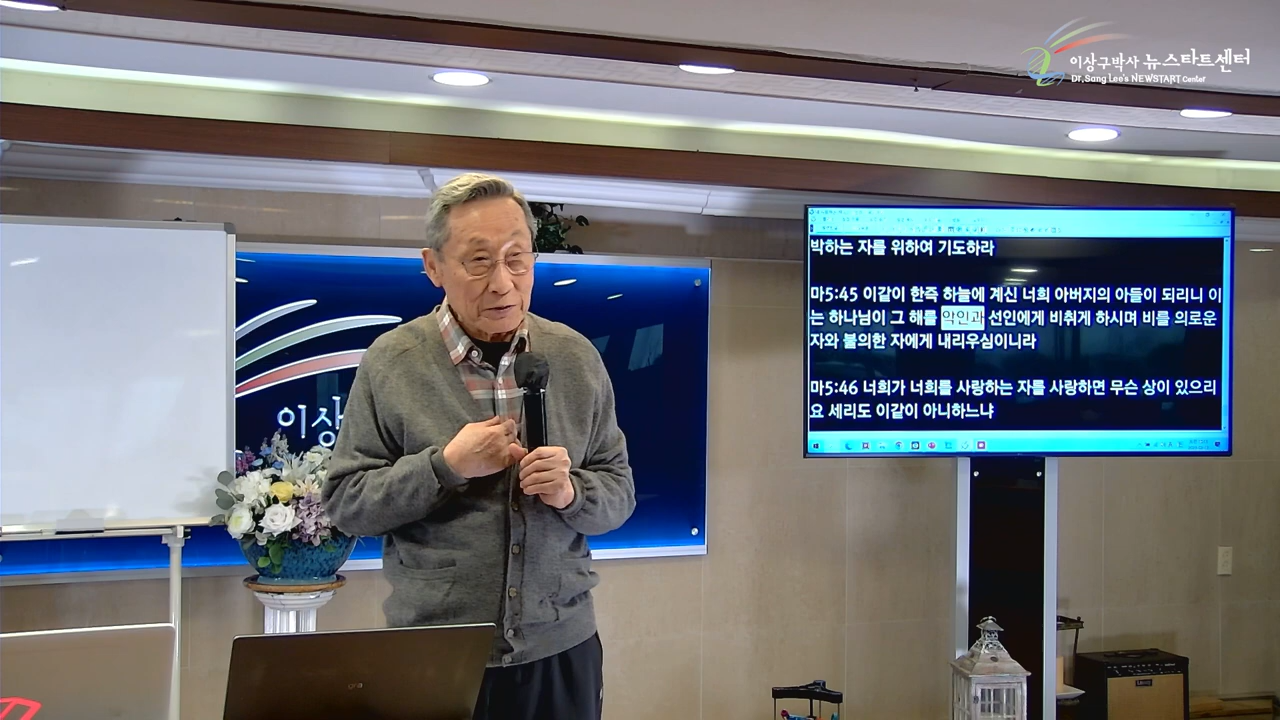 이상구박사 뉴스타트센터
Dr. Sang Lee's NEWSTART Center
박하는 자를 위하여 기도하라
마5:45 이같이 한즉 하늘에 계신 너희 아버지의 아들이 되리니 이
는 하나님이 그 해를 악인과 선인에게 비취게 하시며 비를 의로운
자와 불의한 자에게 내리우심이니라
마5:46 너희가 너희를 사랑하는 자를 사랑하면 무슨 상이 있으리
요 세리도 이같이 아니하느냐
이상